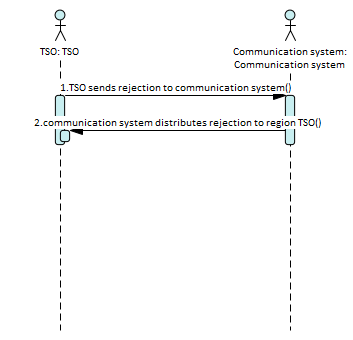 TSO: TSO
Communication system:
Communication system
1.TSO sends rejection to communication system()
2.communication system distributes rejection to region TSO()